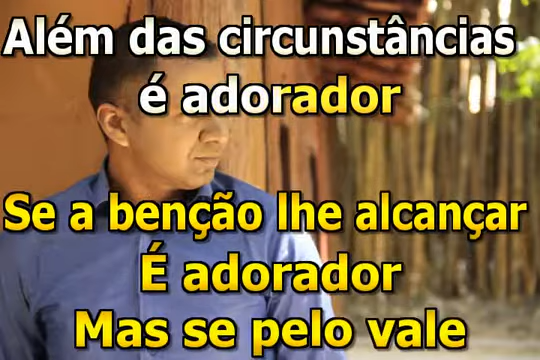 Além das circunstâncias
é adorador
Se a benção lhe alcançar
É adorador
Mas se pelo vale